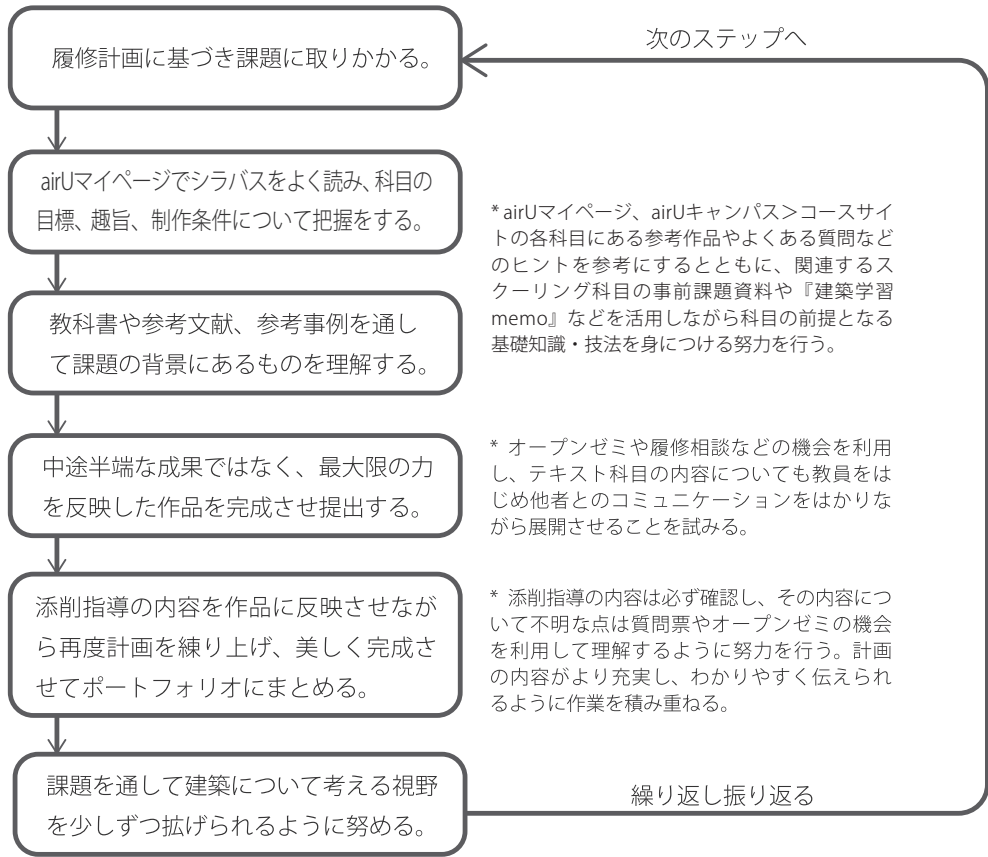 次のステップへ
履修計画に基づき課題に取りかかる。
airUマイページでシラバスをよく読み、科目の
目標、趣旨、制作条件について把握をする。
* airUマイページ、airUキャンパス＞コースサイ
トの各科目にある参考作品やよくある質問など
のヒントを参考にするとともに、関連するス
クーリング科目の事前課題資料や『建築学習
memo』などを活用しながら科目の前提となる
基礎知識・技法を身につける努力を行う。
教科書や参考文献、参考事例を通し
て課題の背景にあるものを理解する。
中途半端な成果ではなく、最大限の力
を反映した作品を完成させ提出する。
* オープンゼミや履修相談などの機会を利用
し、テキスト科目の内容についても教員をは
じめ他者とのコミュニケーションをはかりな
がら展開させることを試みる。
添削指導の内容を作品に反映させなが
ら再度計画を練り上げ、美しく完成さ
せてポートフォリオにまとめる。
* 添削指導の内容は必ず確認し、その内容につ
いて不明な点は質問票やオープンゼミの機会
を利用して理解するように努力を行う。計画
の内容がより充実し、わかりやすく伝えられ
るように作業を積み重ねる。
課題を通して建築について考える視野
を少しずつ拡げられるように努める。
繰り返し振り返る